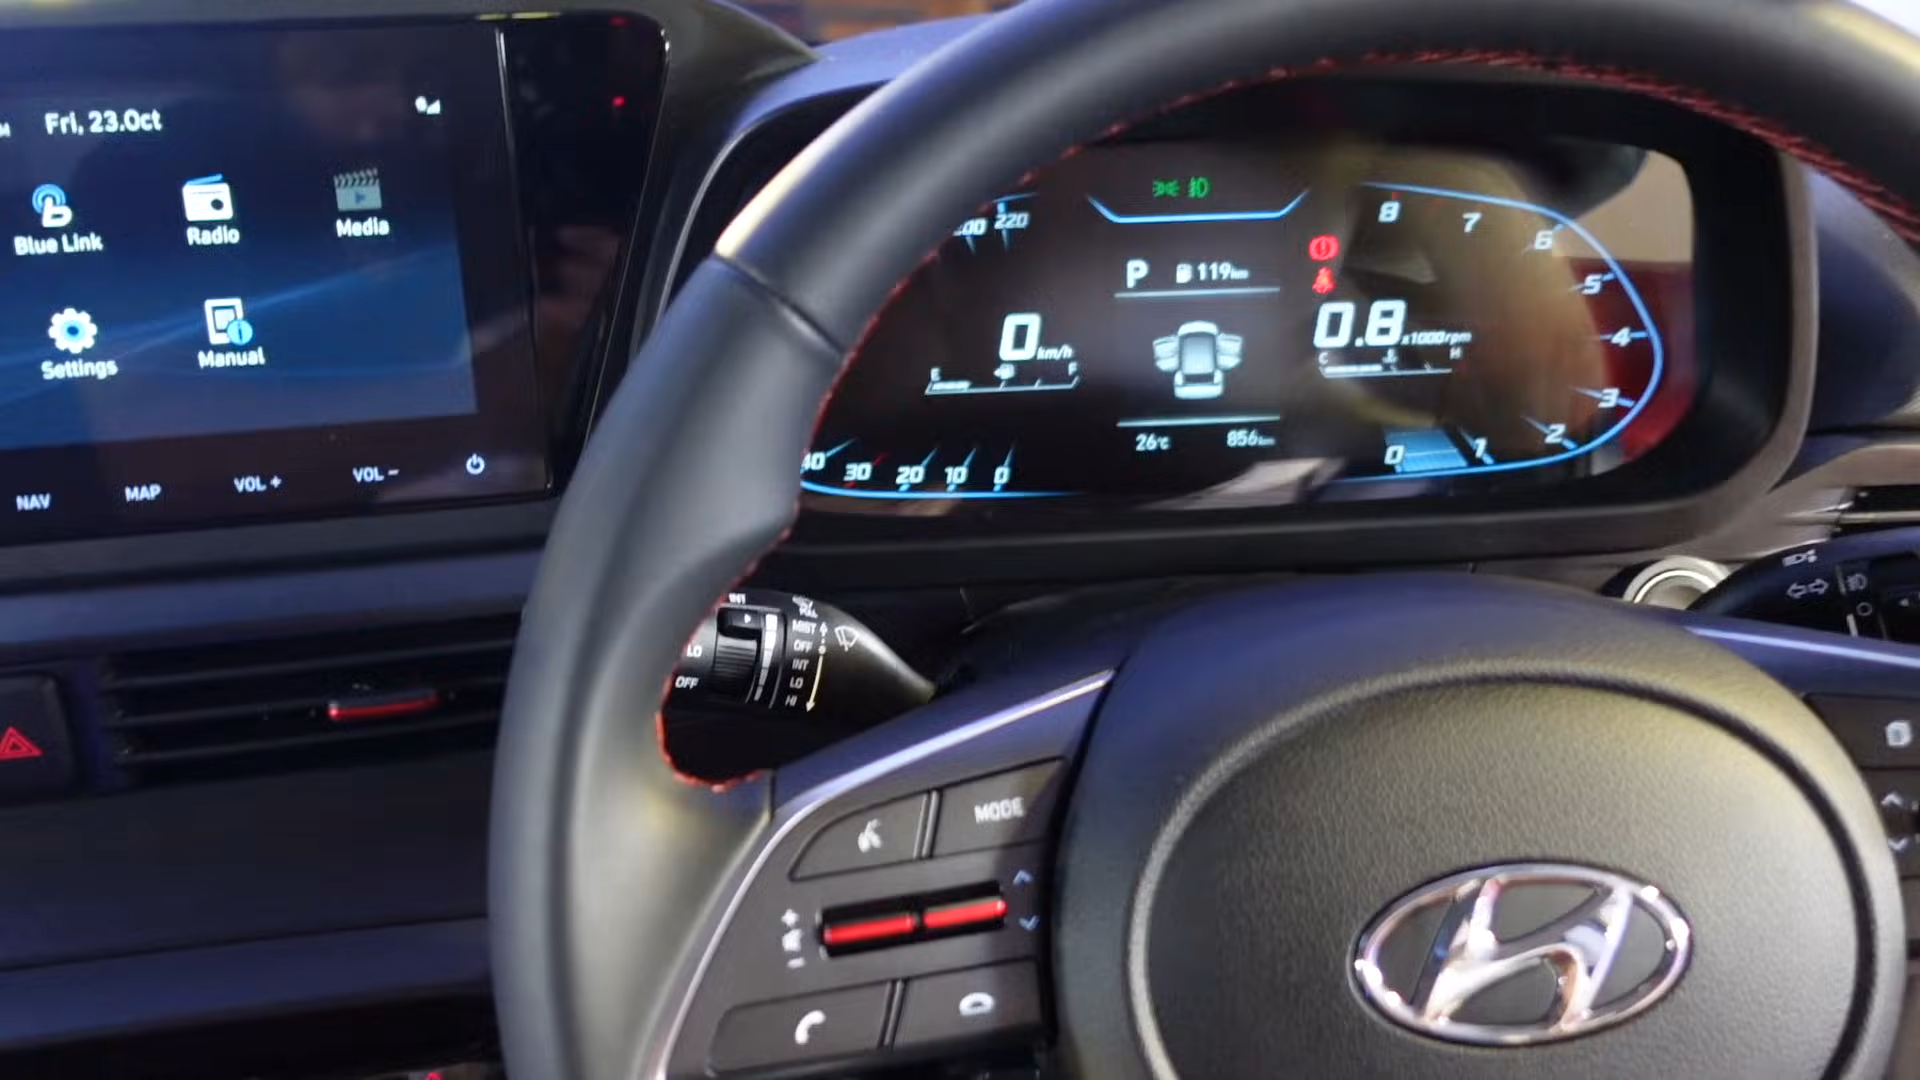 Fri, 23.Oct
Blue Link
Radio
Media
Settings
Manual
NAV
MAP
VOL +
VOL -
220
P
119km
0 km/h
E
F
0.8 x1000rpm
C
H
26°C
856km
30
20
10
0
8
7
6
5
4
3
2
1
0
INT
LO
OFF
MIST
OFF
INT
LO
HI
MODE